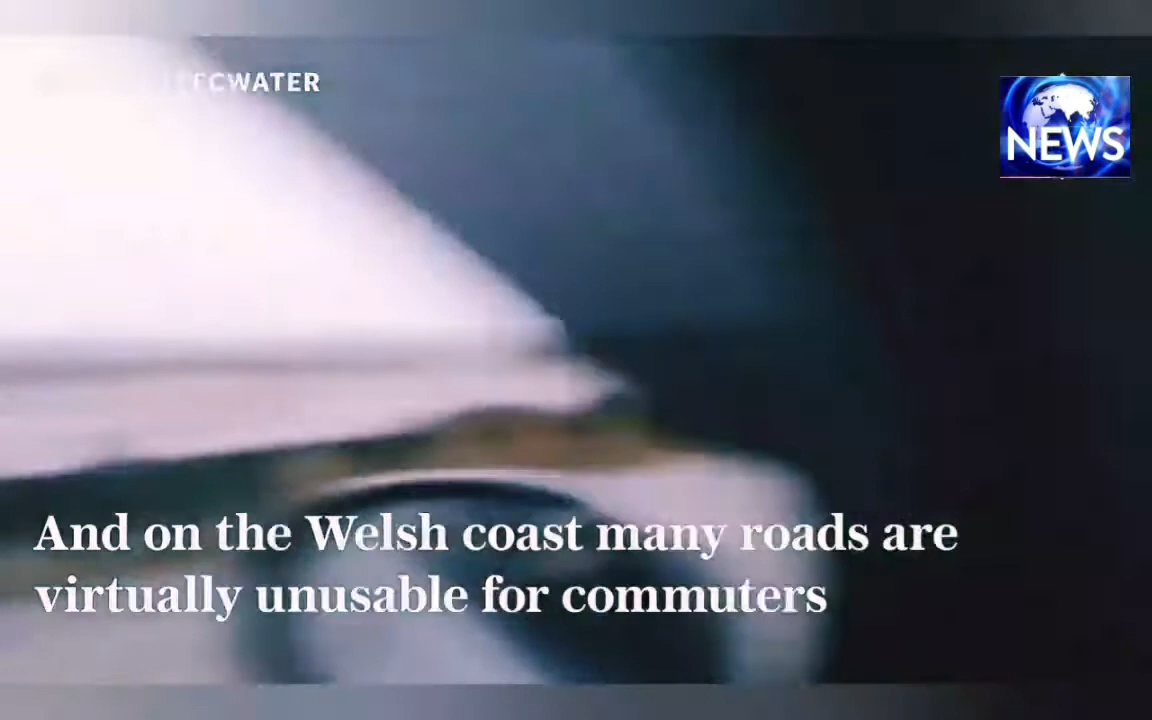 NEWS
And on the Welsh coast many roads are
virtually unusable for commuters